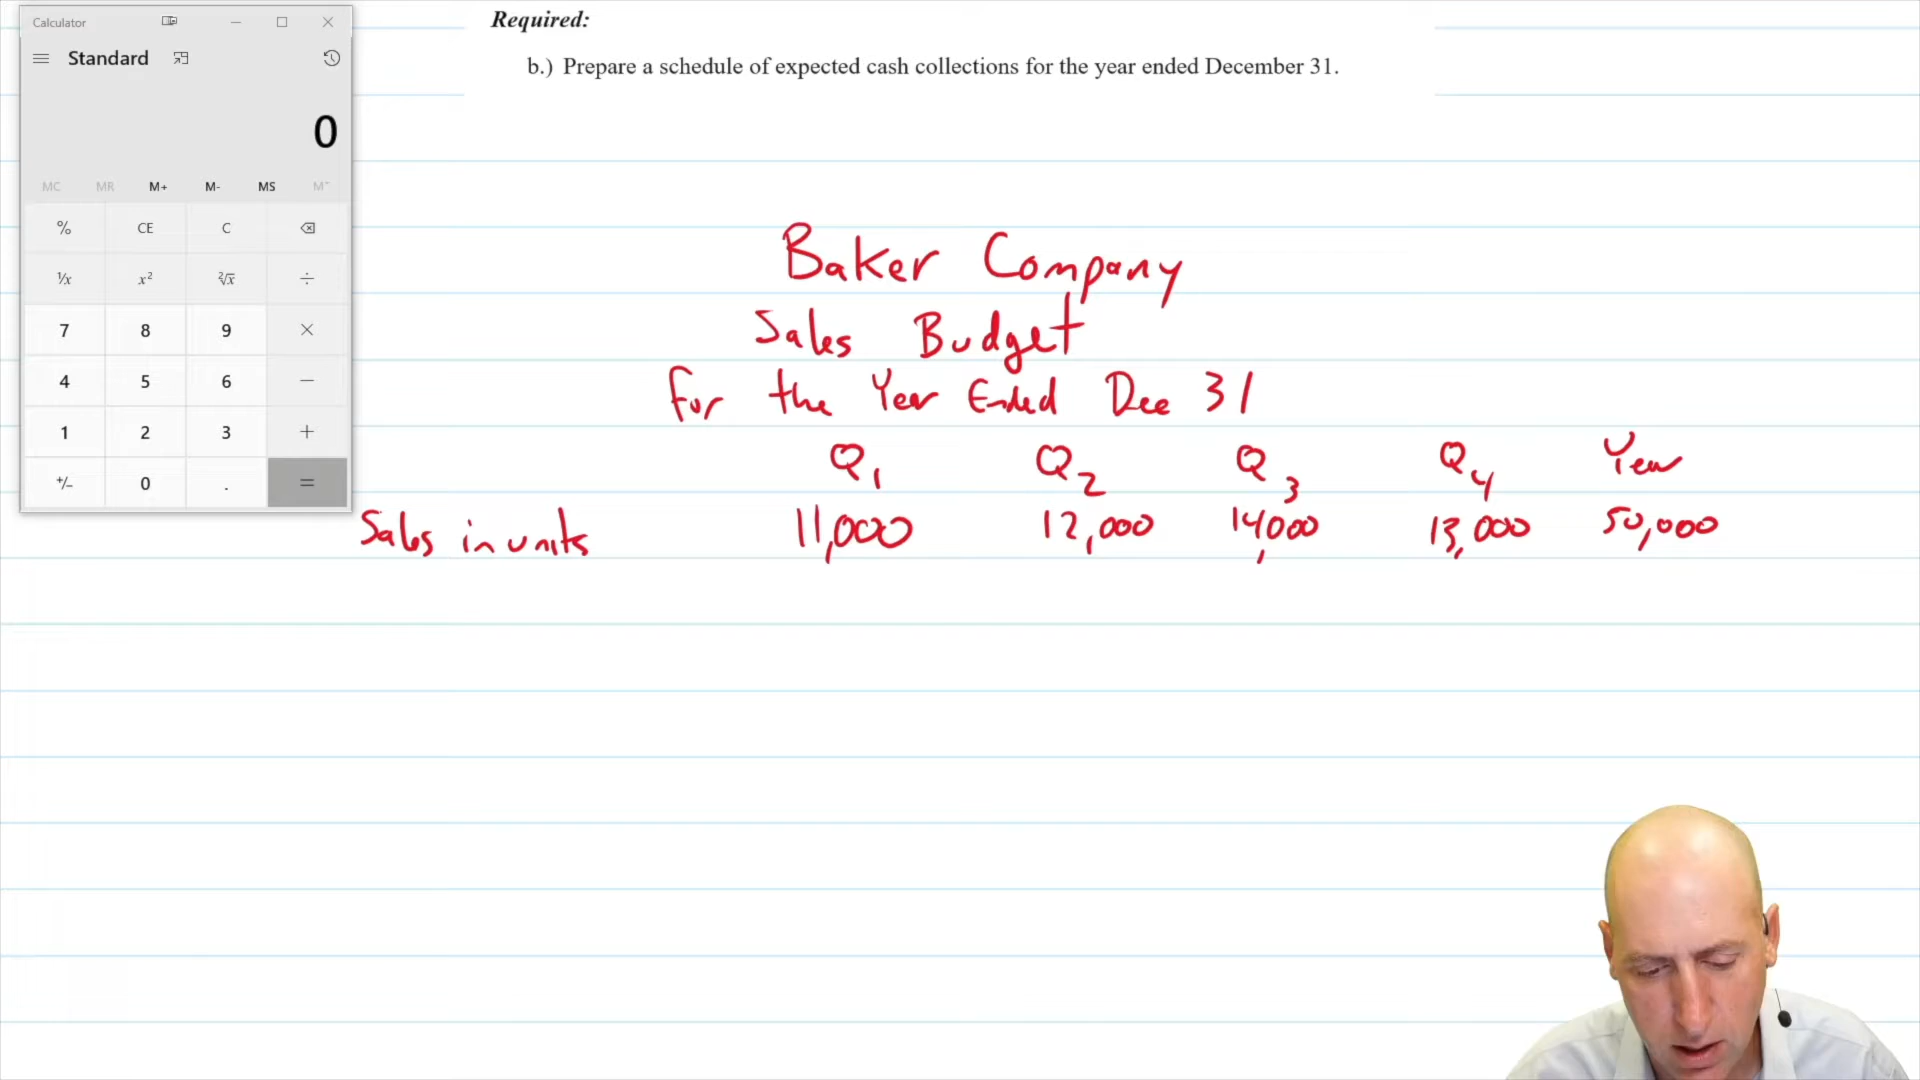 Calculator
Standard
0
MC MR M+ M- MS M˅
% CE C ⌫
¹/x x² ²√x ÷
7 8 9 ×
4 5 6 −
1 2 3 +
+/− 0 . =
Required:
b.) Prepare a schedule of expected cash collections for the year ended December 31.
Baker Company
Sales Budget
For the Year Ended Dec 31
Q1 Q2 Q3 Q4 Year
Sales in units 11,000 12,000 14,000 13,000 50,000